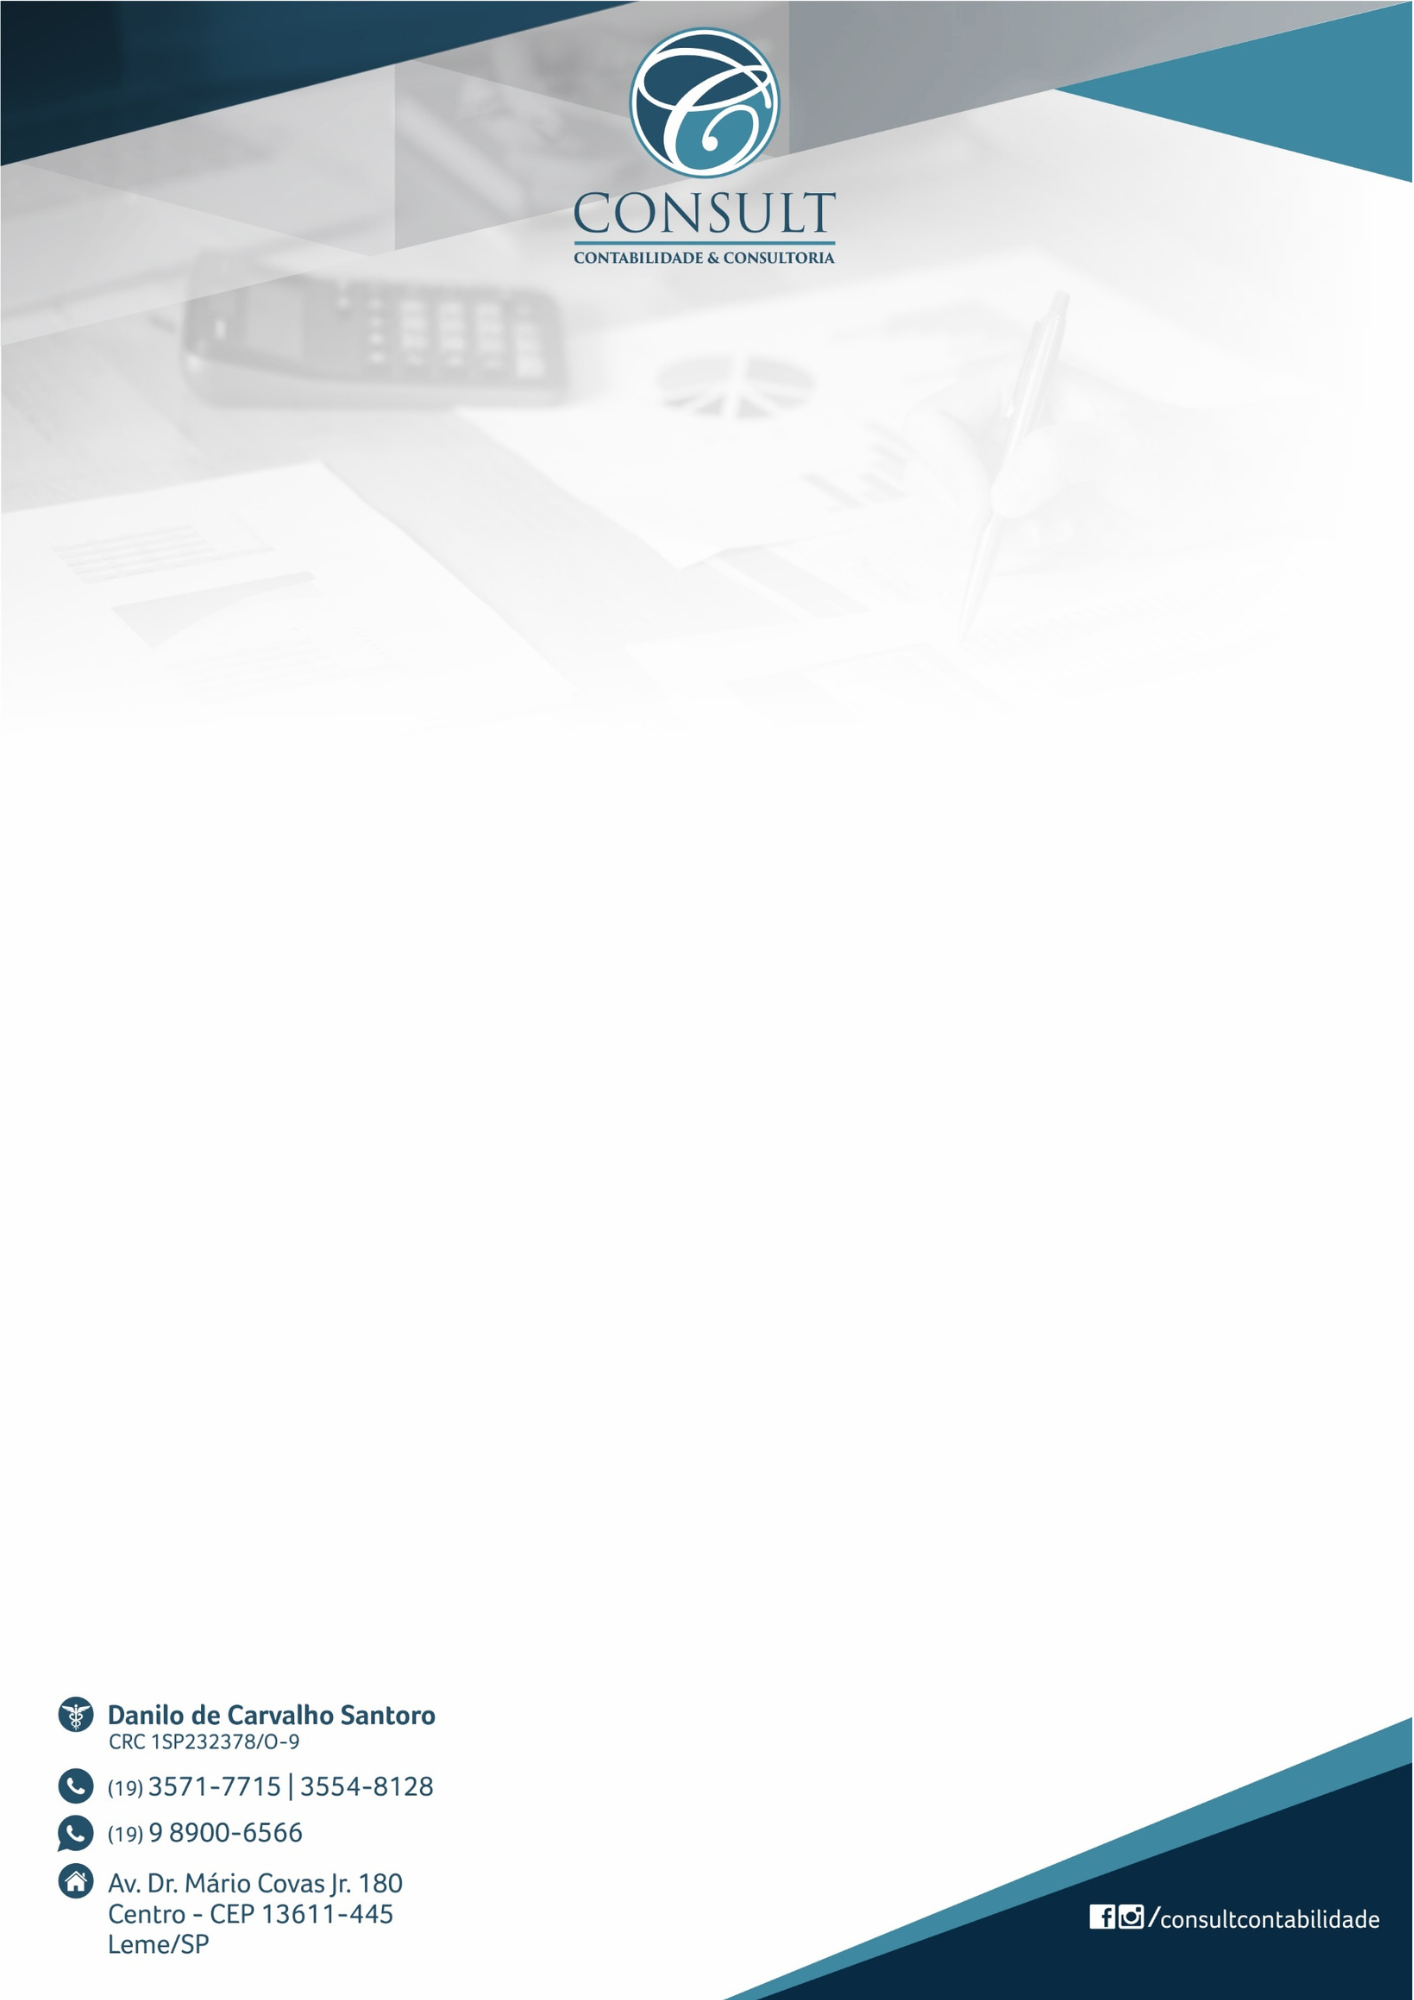 CONSULT
CONTABILIDADE & CONSULTORIA
Danilo de Carvalho Santoro
CRC 1SP232378/O-9
(19) 3571-7715 | 3554-8128
(19) 9 8900-6566
Av. Dr. Mário Covas Jr. 180
Centro - CEP 13611-445
Leme/SP
/consultcontabilidade